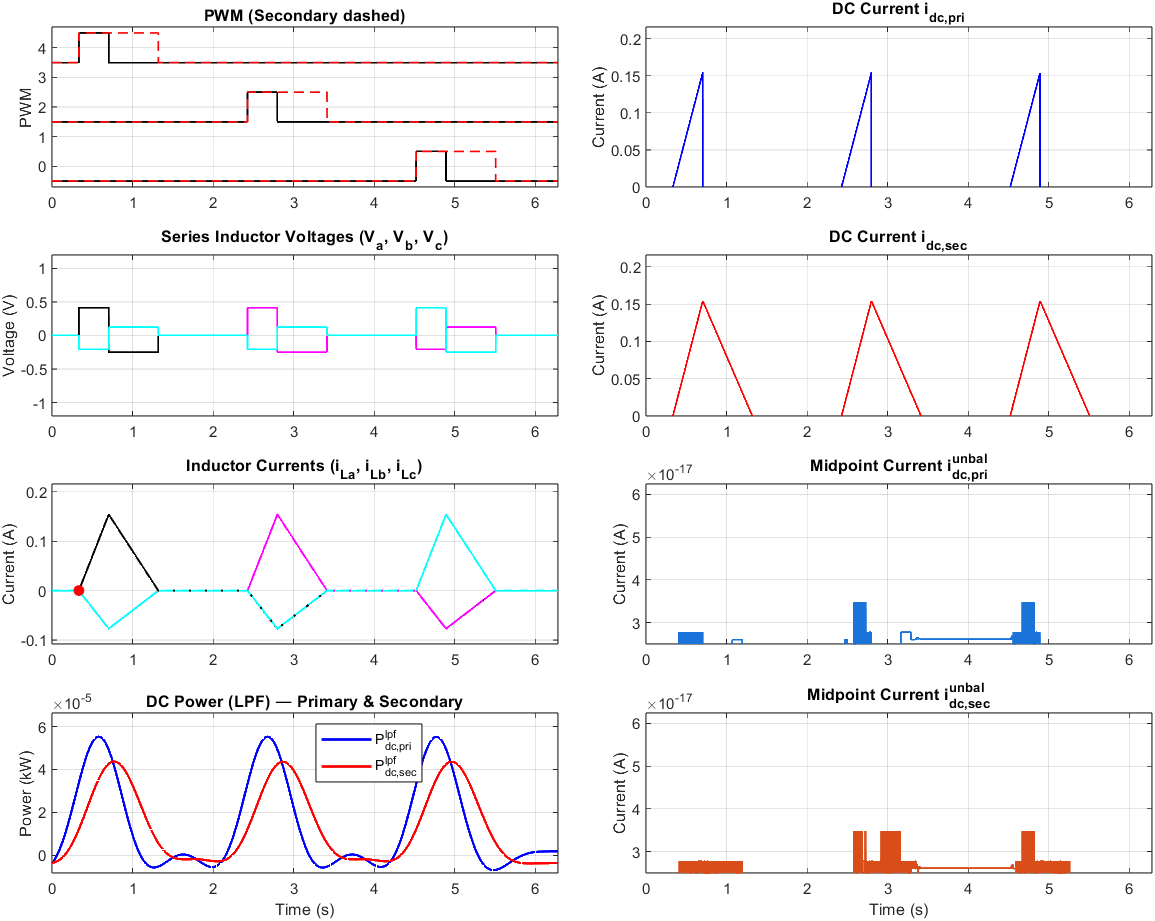 PWM (Secondary dashed)
PWM
4
3
2
1
0
0 1 2 3 4 5 6
DC Current i_dc,pri
Current (A)
0.2
0.15
0.1
0.05
0
0 1 2 3 4 5 6
Series Inductor Voltages (V_a, V_b, V_c)
Voltage (V)
1
0.5
0
-0.5
-1
0 1 2 3 4 5 6
DC Current i_dc,sec
Current (A)
0.2
0.15
0.1
0.05
0
0 1 2 3 4 5 6
Inductor Currents (i_La, i_Lb, i_Lc)
Current (A)
0.2
0.1
0
-0.1
0 1 2 3 4 5 6
Midpoint Current i_dc,pri^unbal
×10^-17
Current (A)
6
5
4
3
0 1 2 3 4 5 6
DC Power (LPF) — Primary & Secondary
×10^-5
Power (kW)
6
4
2
0
P_dc,pri^lpf
P_dc,sec^lpf
0 1 2 3 4 5 6
Time (s)
Midpoint Current i_dc,sec^unbal
×10^-17
Current (A)
6
5
4
3
0 1 2 3 4 5 6
Time (s)